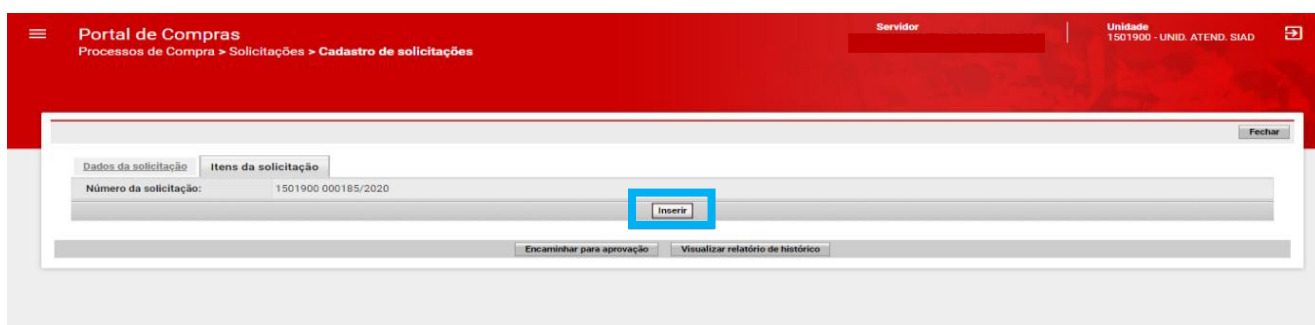 Portal de Compras
Processos de Compra > Solicitações > Cadastro de solicitações
Servidor
Unidade
1501900 - UNID. ATEND. SIAD
Fechar
Dados da solicitação Itens da solicitação
Número da solicitação: 1501900 000185/2020
Inserir
Encaminhar para aprovação Visualizar relatório de histórico